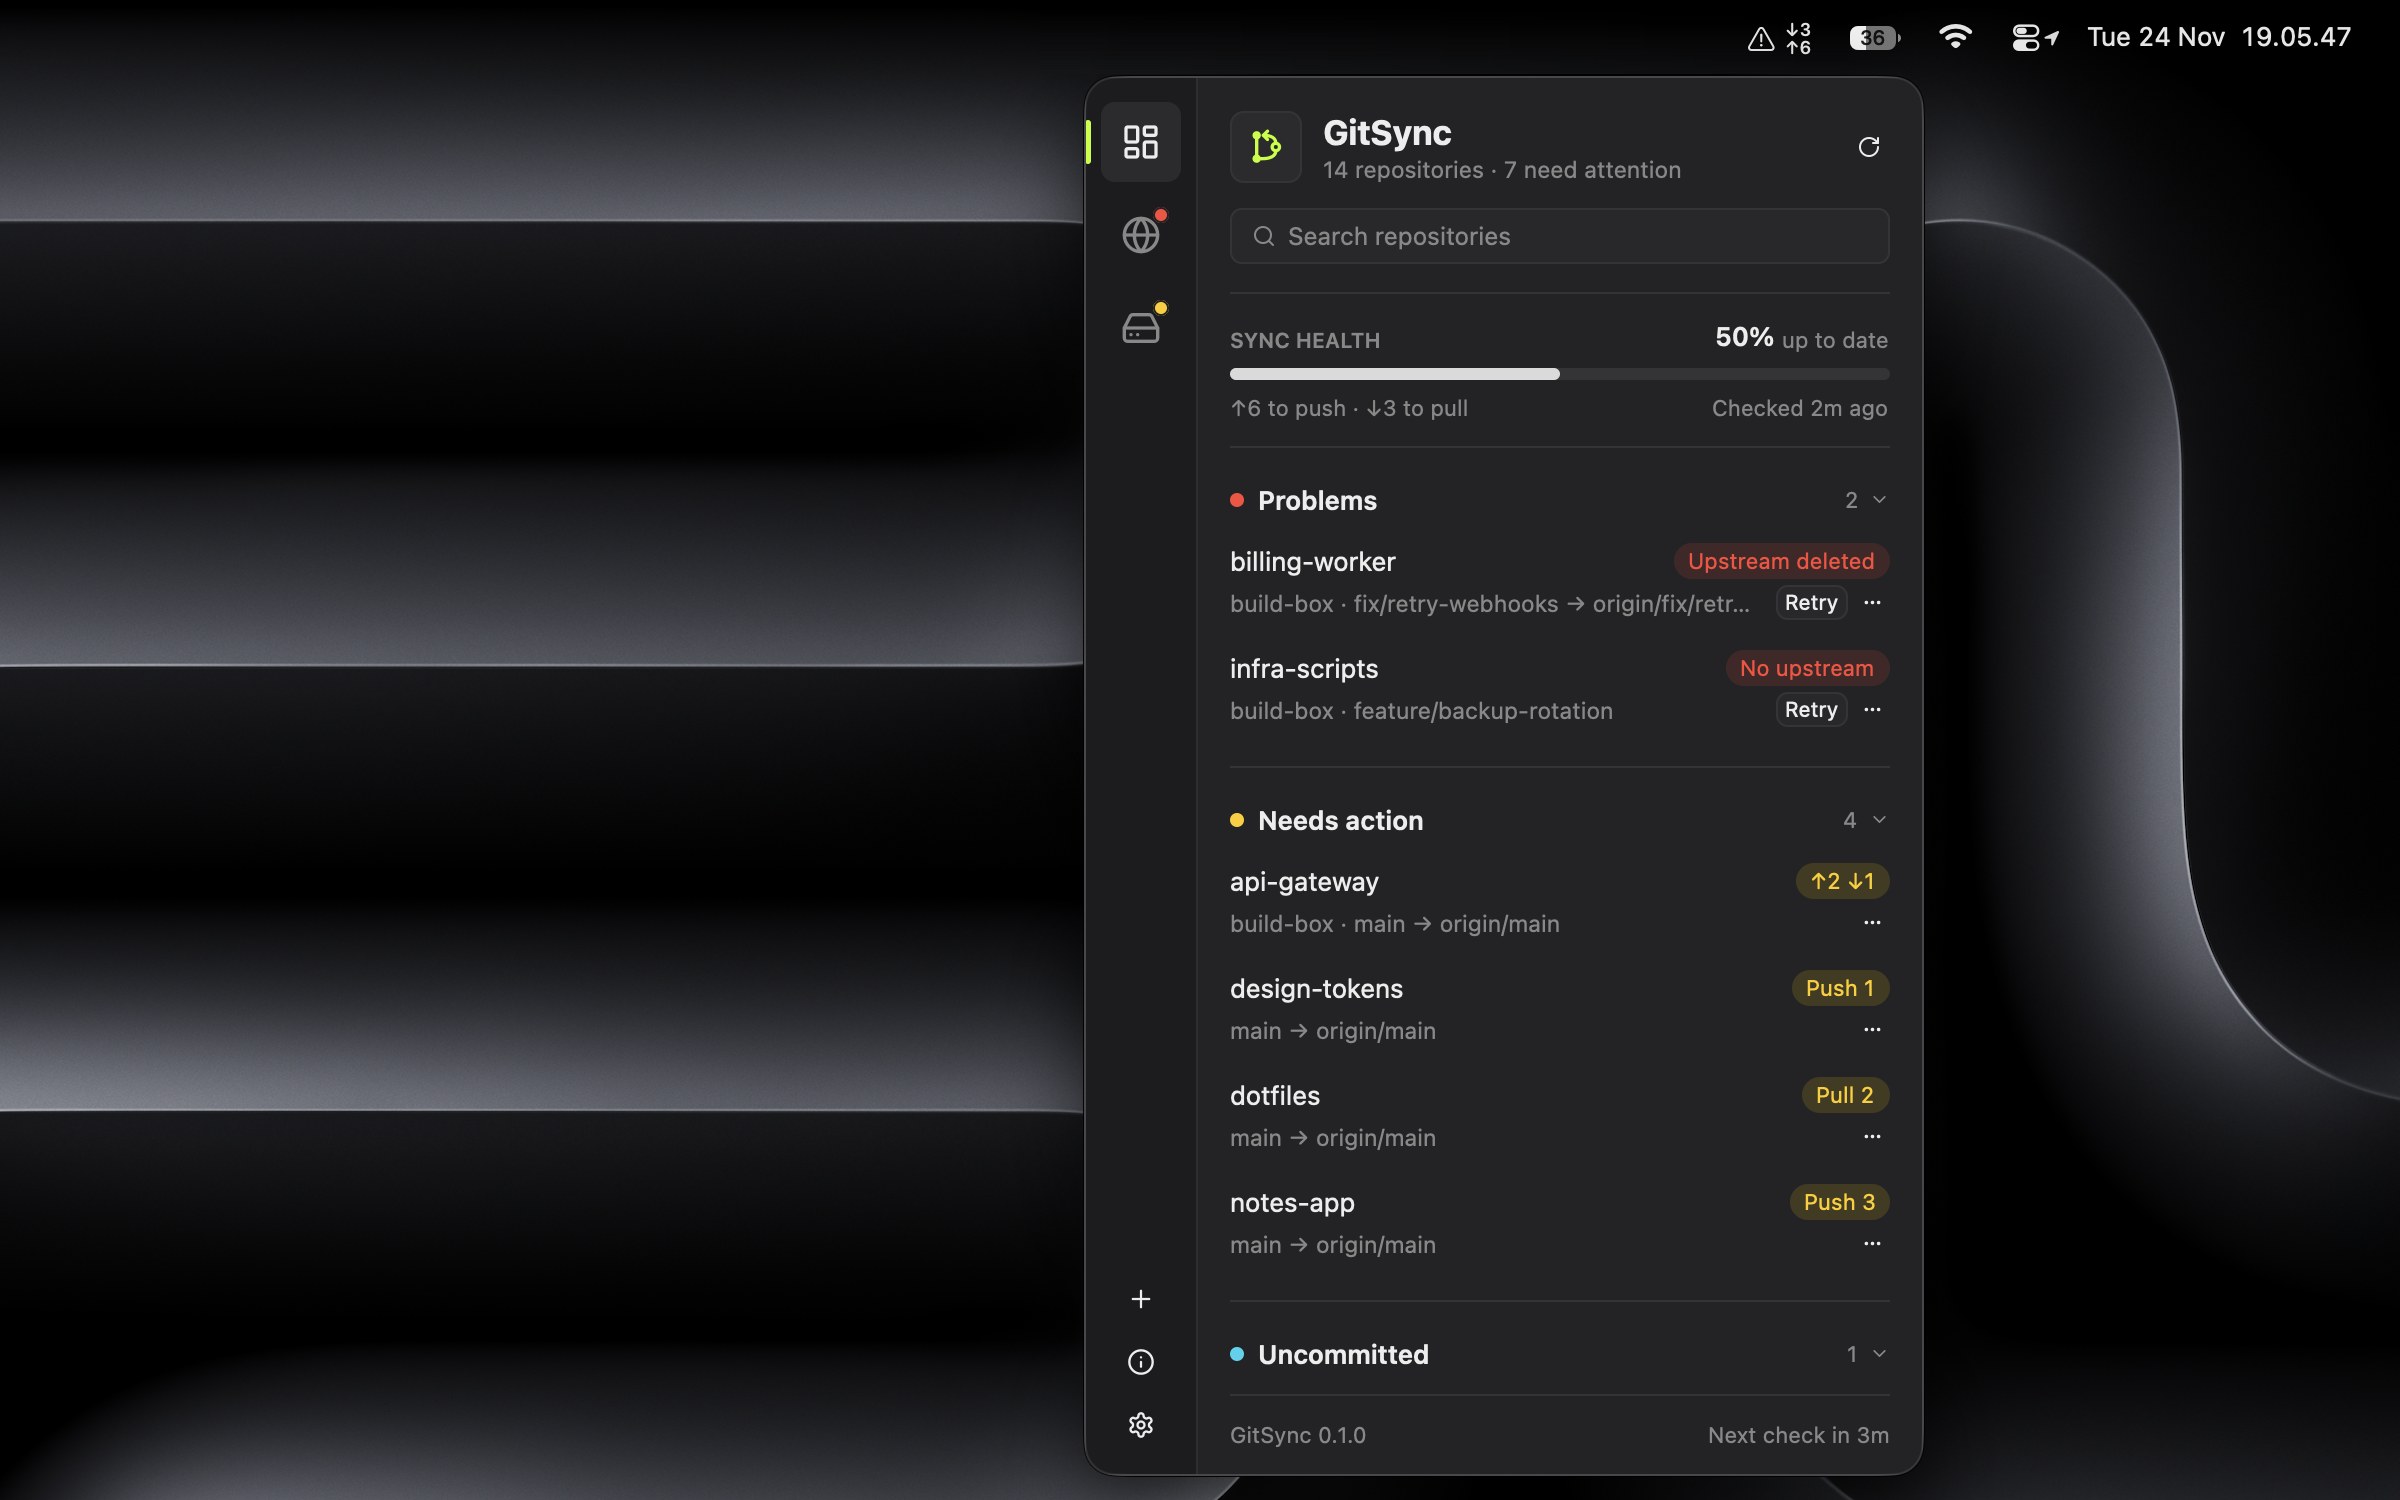 ↓3
↑6
36
Tue 24 Nov 19.05.47
GitSync
14 repositories · 7 need attention
Search repositories
SYNC HEALTH
50% up to date
↑6 to push · ↓3 to pull
Checked 2m ago
Problems
2
billing-worker
Upstream deleted
build-box · fix/retry-webhooks → origin/fix/retr...
Retry
infra-scripts
No upstream
build-box · feature/backup-rotation
Retry
Needs action
4
api-gateway
↑2 ↓1
build-box · main → origin/main
design-tokens
Push 1
main → origin/main
dotfiles
Pull 2
main → origin/main
notes-app
Push 3
main → origin/main
Uncommitted
1
GitSync 0.1.0
Next check in 3m